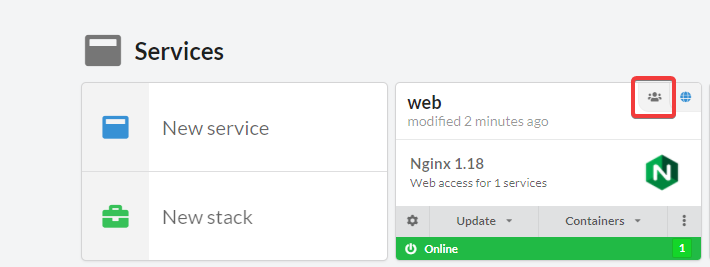 Services
New service
New stack
web
modified 2 minutes ago
Nginx 1.18
Web access for 1 services
N
Update
Containers
Online
1